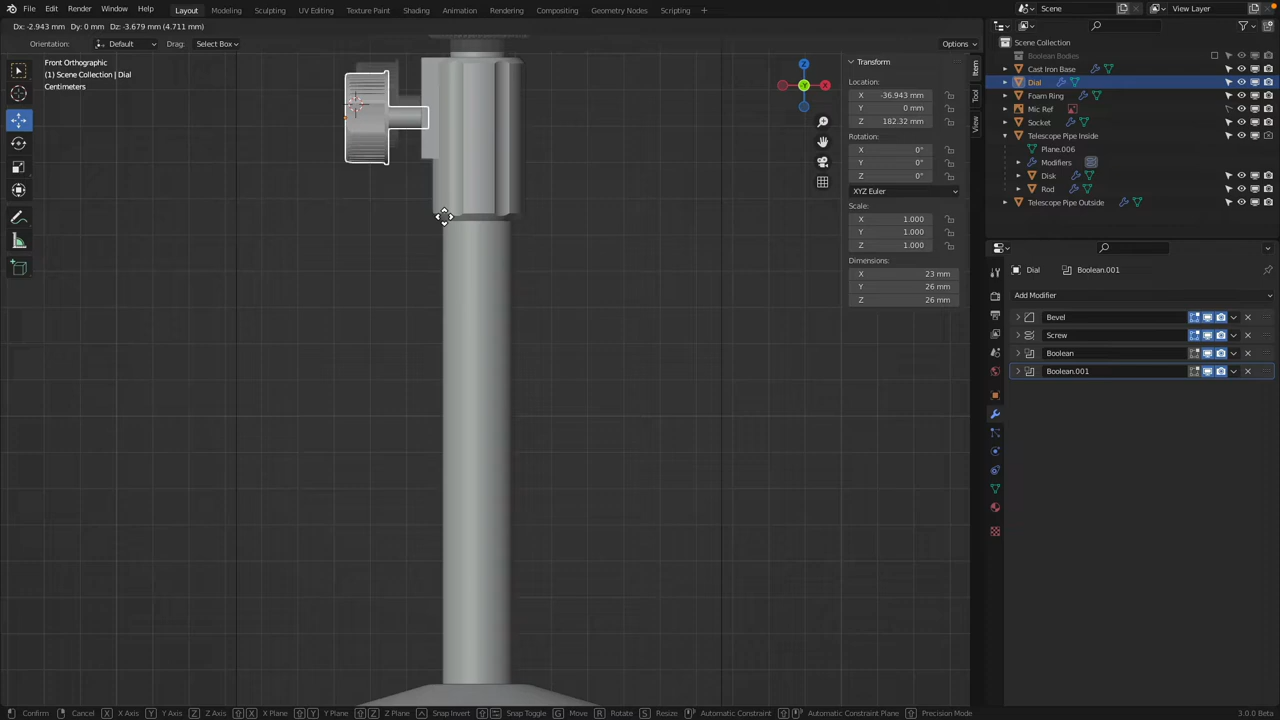 File Edit Render Window Help Layout Modeling Sculpting UV Editing Texture Paint Shading Animation Rendering Compositing Geometry Nodes Scripting + Scene View Layer
Dx: -2.943 mm Dy: 0 mm Dz: -3.679 mm (4.711 mm)
Orientation: Default Drag: Select Box Options
Front Orthographic
(1) Scene Collection | Dial
Centimeters
Z
Y
X
Item
Tool
View
Transform
Location:
X -36.943 mm
Y 0 mm
Z 182.32 mm
Rotation:
X 0°
Y 0°
Z 0°
XYZ Euler
Scale:
X 1.000
Y 1.000
Z 1.000
Dimensions:
X 23 mm
Y 26 mm
Z 26 mm
Scene Collection
Boolean Bodies
Cast Iron Base
Dial
Foam Ring
Mic Ref
Socket
Telescope Pipe Inside
Plane.006
Modifiers
Disk
Rod
Telescope Pipe Outside
Dial Boolean.001
Add Modifier
Bevel
Screw
Boolean
Boolean.001
Confirm Cancel X X Axis Y Y Axis Z Z Axis X X Plane Y Y Plane Z Z Plane Snap Invert Snap Toggle G Move R Rotate S Resize Automatic Constraint Automatic Constraint Plane Precision Mode 3.0.0 Beta